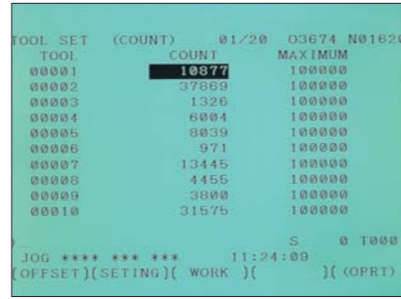 TOOL SET (COUNT) 01/20 O3674 N01620
TOOL COUNT MAXIMUM
00001 10877 100000
00002 37869 100000
00003 1326 100000
00004 6004 100000
00005 8039 100000
00006 971 100000
00007 13445 100000
00008 4455 100000
00009 3800 100000
00010 31575 100000
)_
S 0 T000
JOG **** *** *** 11:24:09
[OFFSET][SETING][ WORK ][ ][(OPRT)